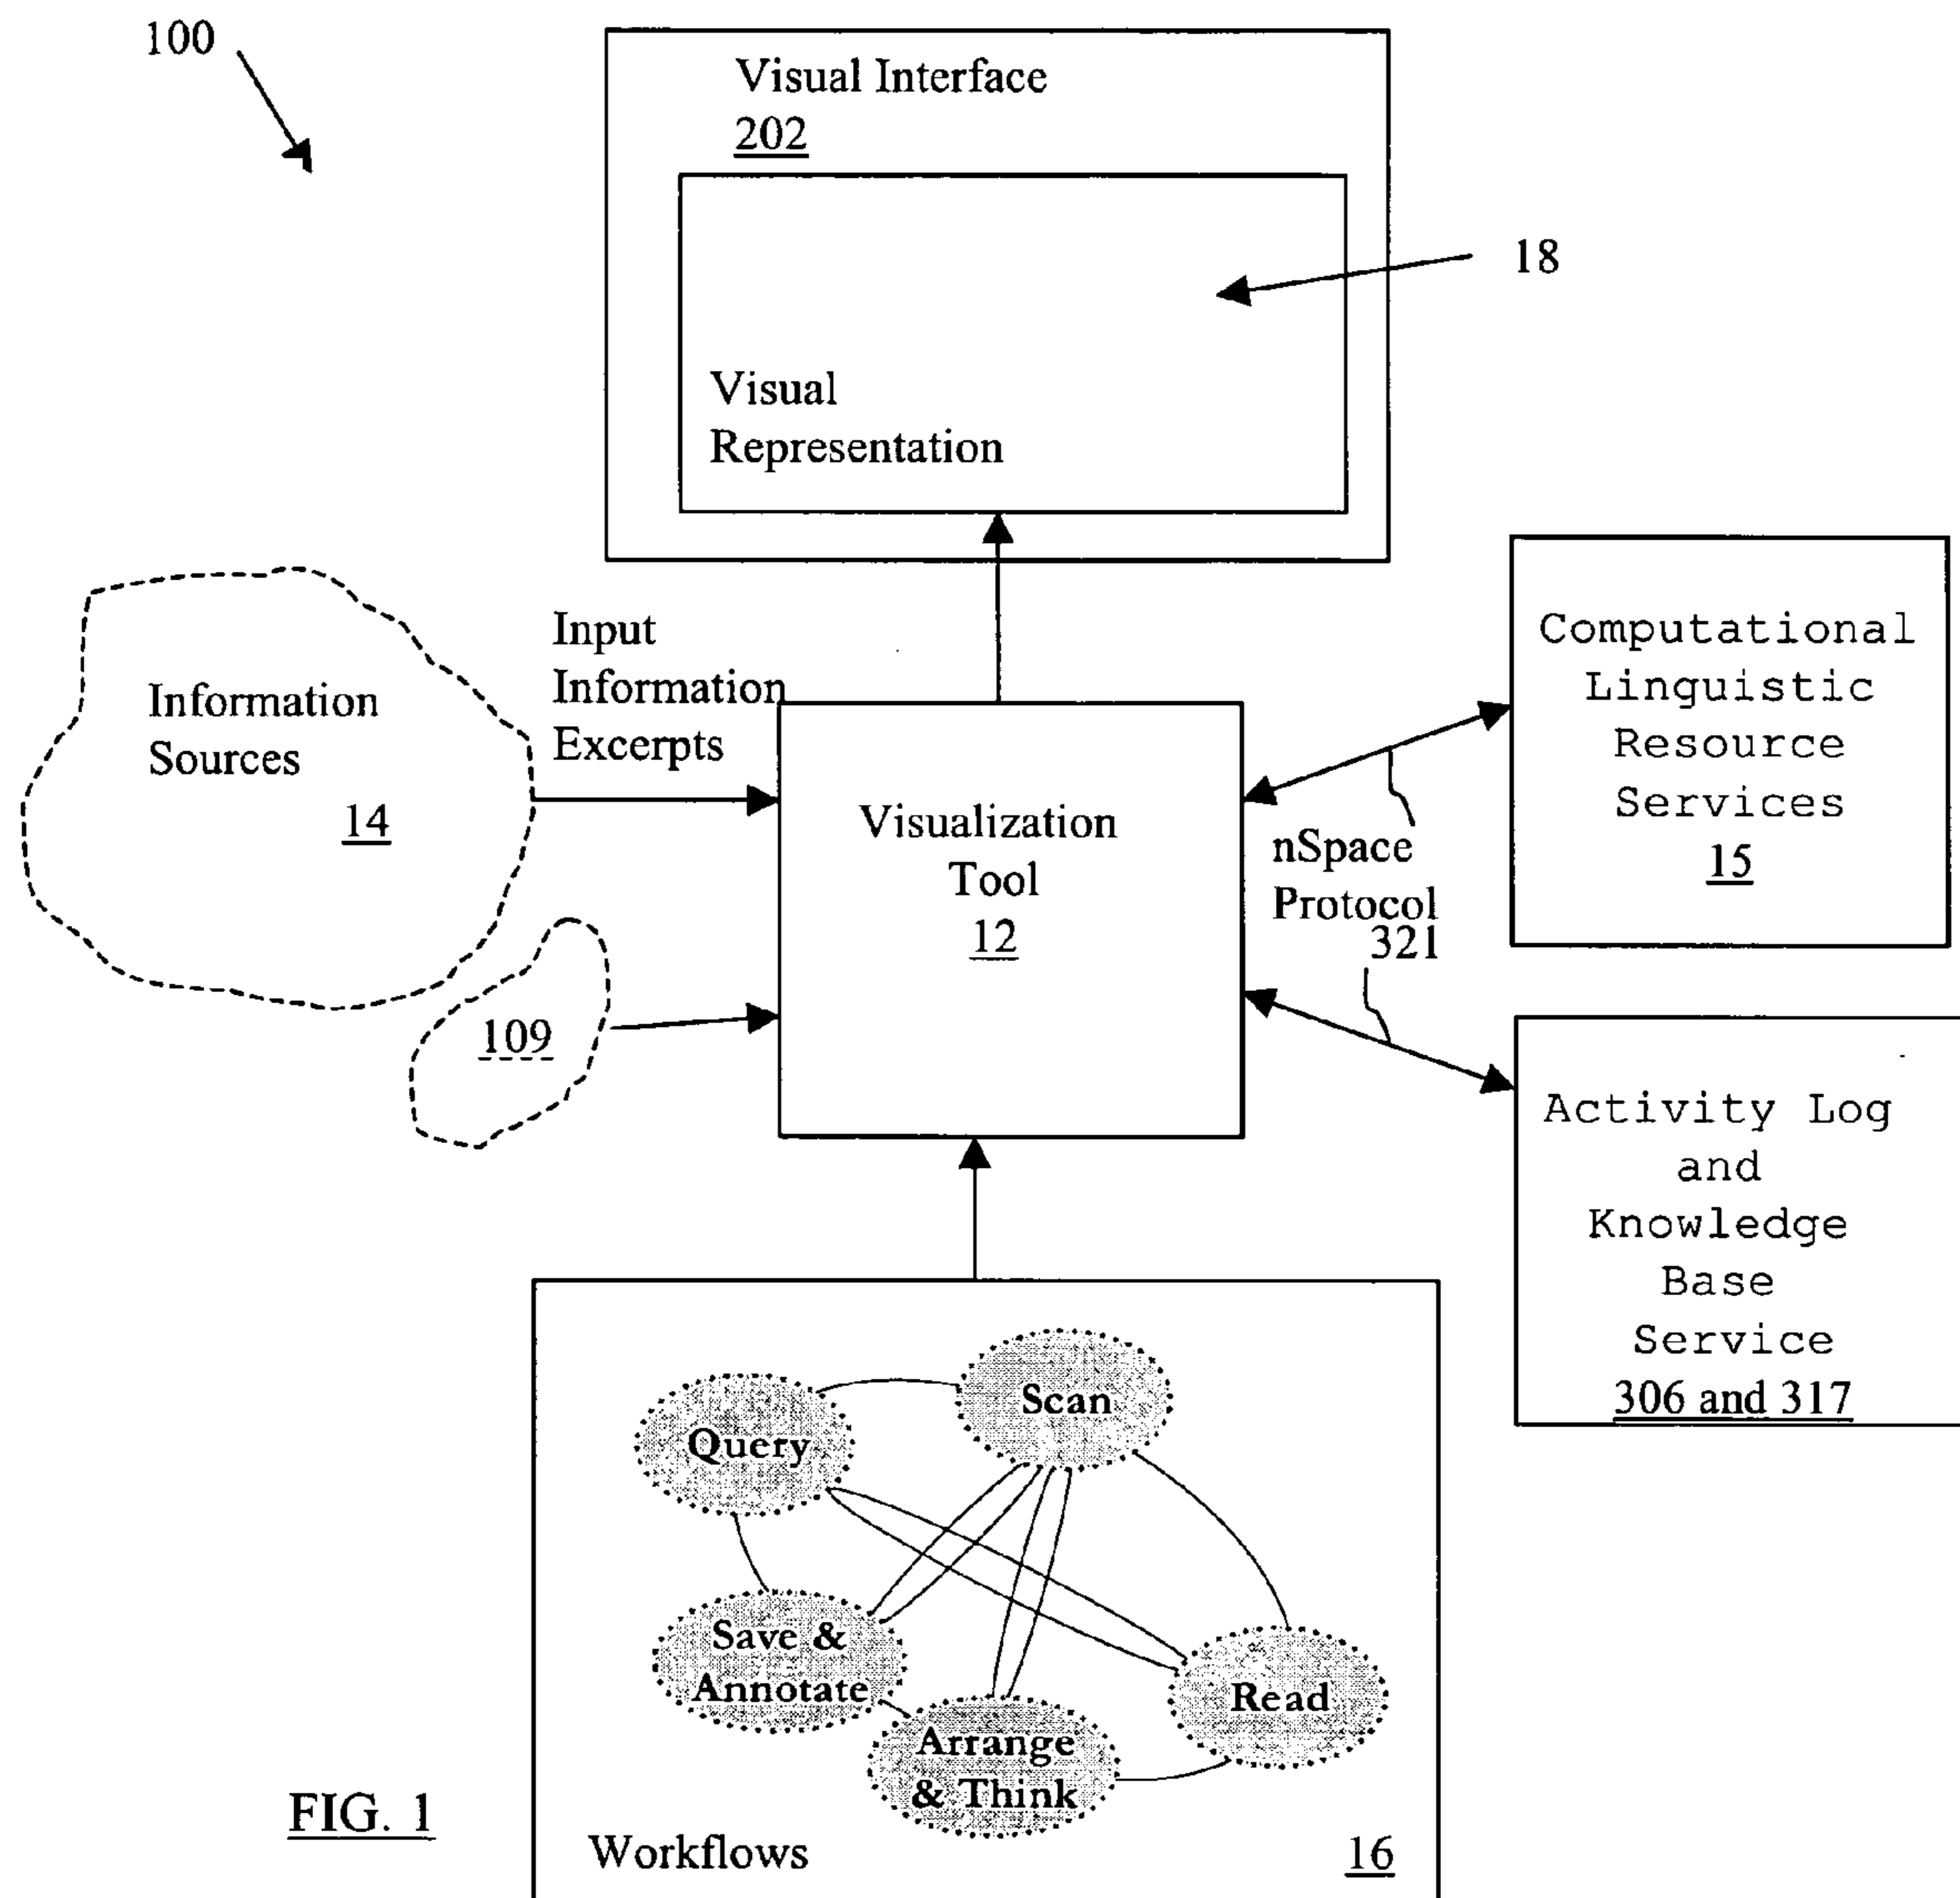 100
Visual Interface
202
18
Visual
Representation
Information
Sources
14
Input
Information
Excerpts
109
Visualization
Tool
12
nSpace
Protocol
321
Computational
Linguistic
Resource
Services
15
Activity Log
and
Knowledge
Base
Service
306 and 317
Scan
Query
Save &
Annotate
Arrange
& Think
Read
Workflows
16
FIG. 1